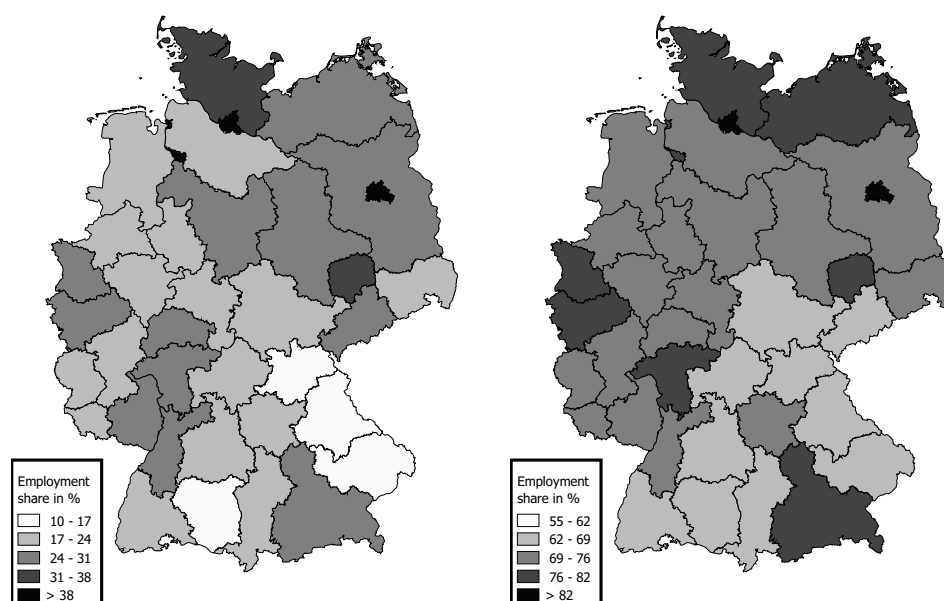 Employment
share in %
10 - 17
17 - 24
24 - 31
31 - 38
> 38
Employment
share in %
55 - 62
62 - 69
69 - 76
76 - 82
> 82